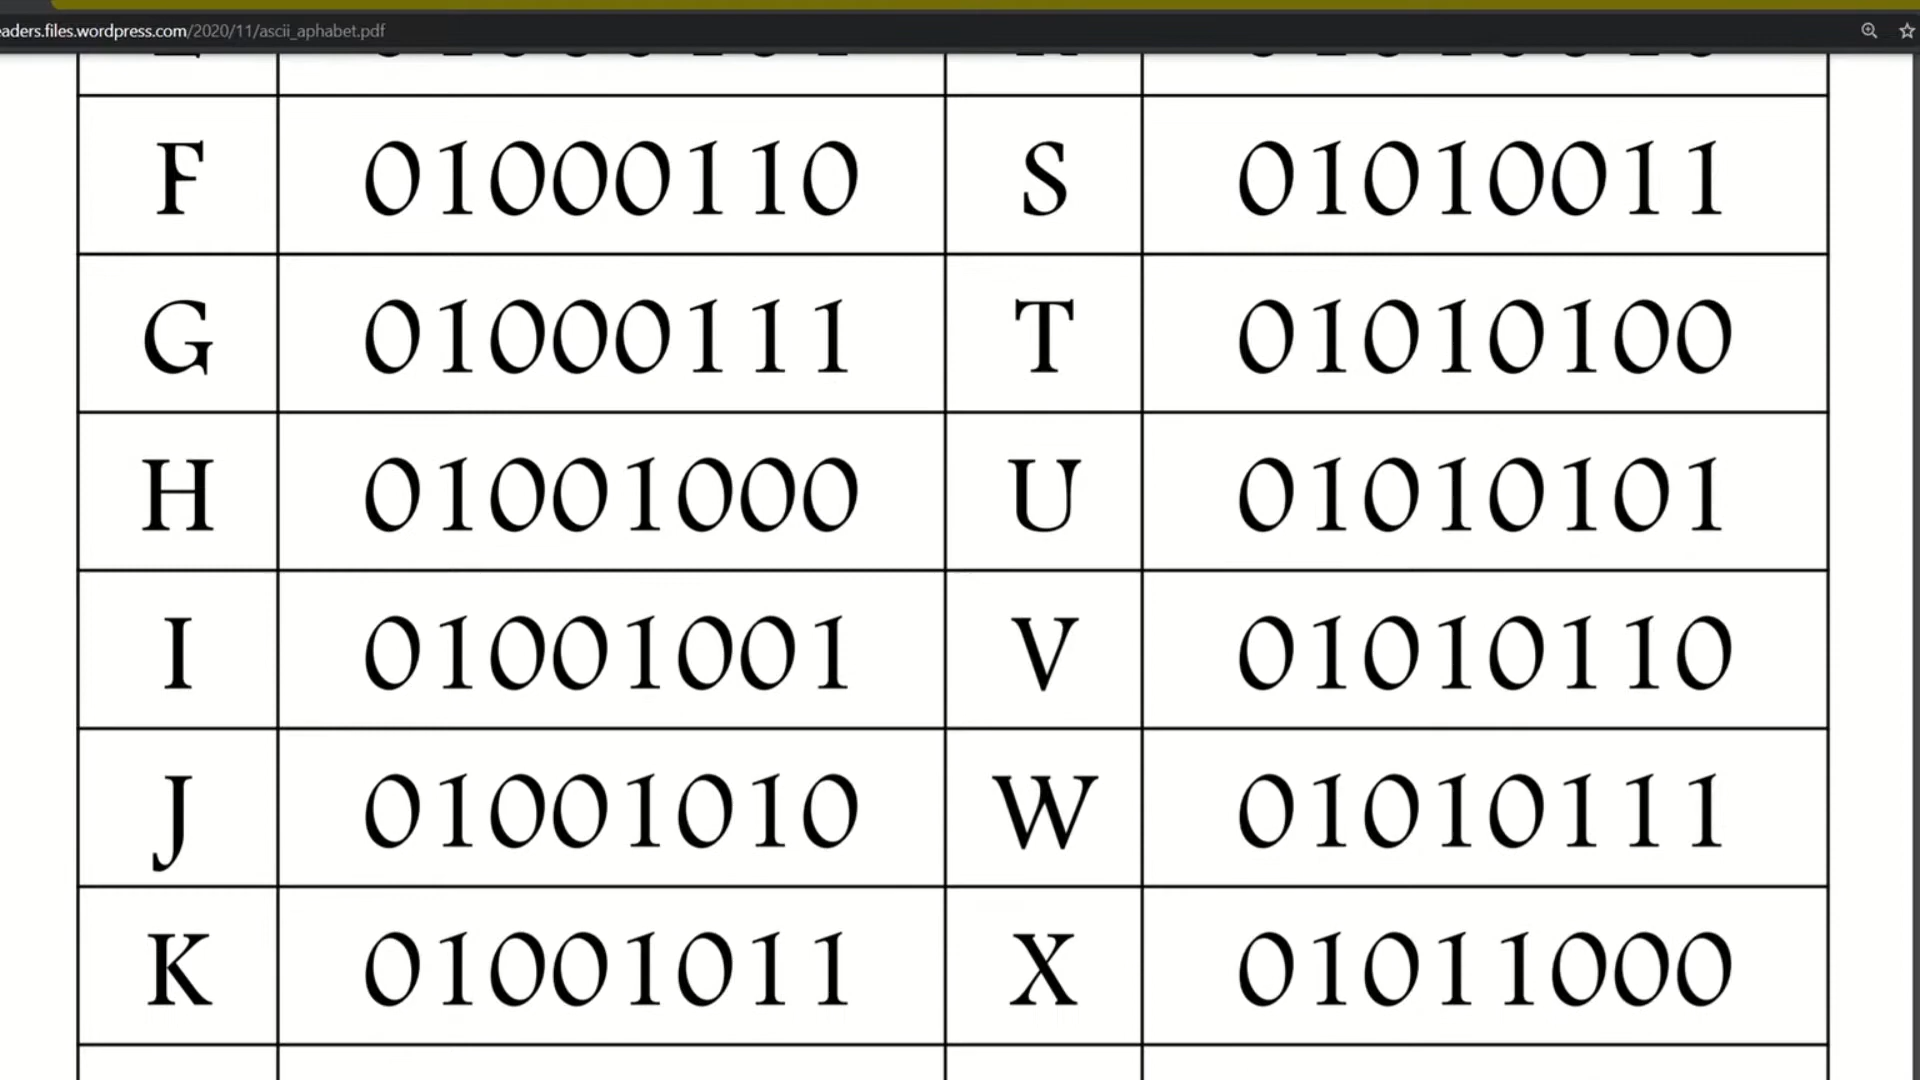 eaders.files.wordpress.com/2020/11/ascii_aphabet.pdf
F 01000110 S 01010011
G 01000111 T 01010100
H 01001000 U 01010101
I 01001001 V 01010110
J 01001010 W 01010111
K 01001011 X 01011000